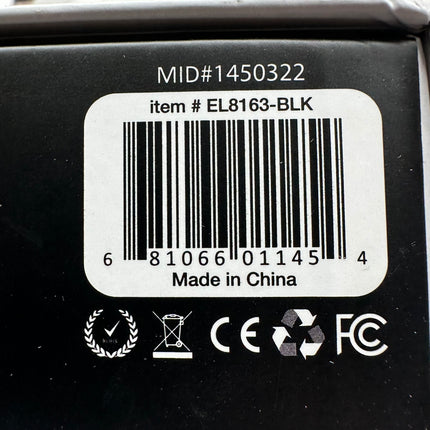 MID#1450322
item # EL8163-BLK
6 81066 01145 4
Made in China
CE FC